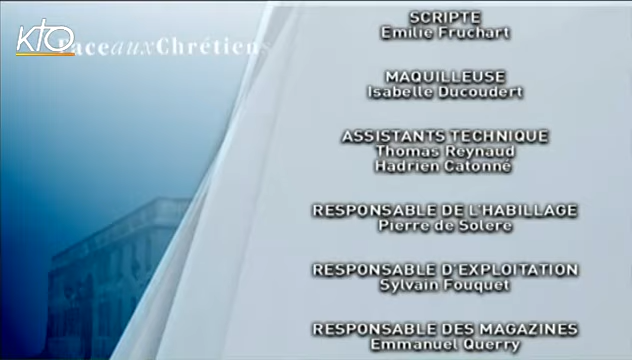 KTO
Face aux Chrétiens
SCRIPTE
Emilie Fruchart
MAQUILLEUSE
Isabelle Ducoudert
ASSISTANTS TECHNIQUE
Thomas Reynaud
Hadrien Catonné
RESPONSABLE DE L'HABILLAGE
Pierre de Solere
RESPONSABLE D'EXPLOITATION
Sylvain Fouquet
RESPONSABLE DES MAGAZINES
Emmanuel Querry